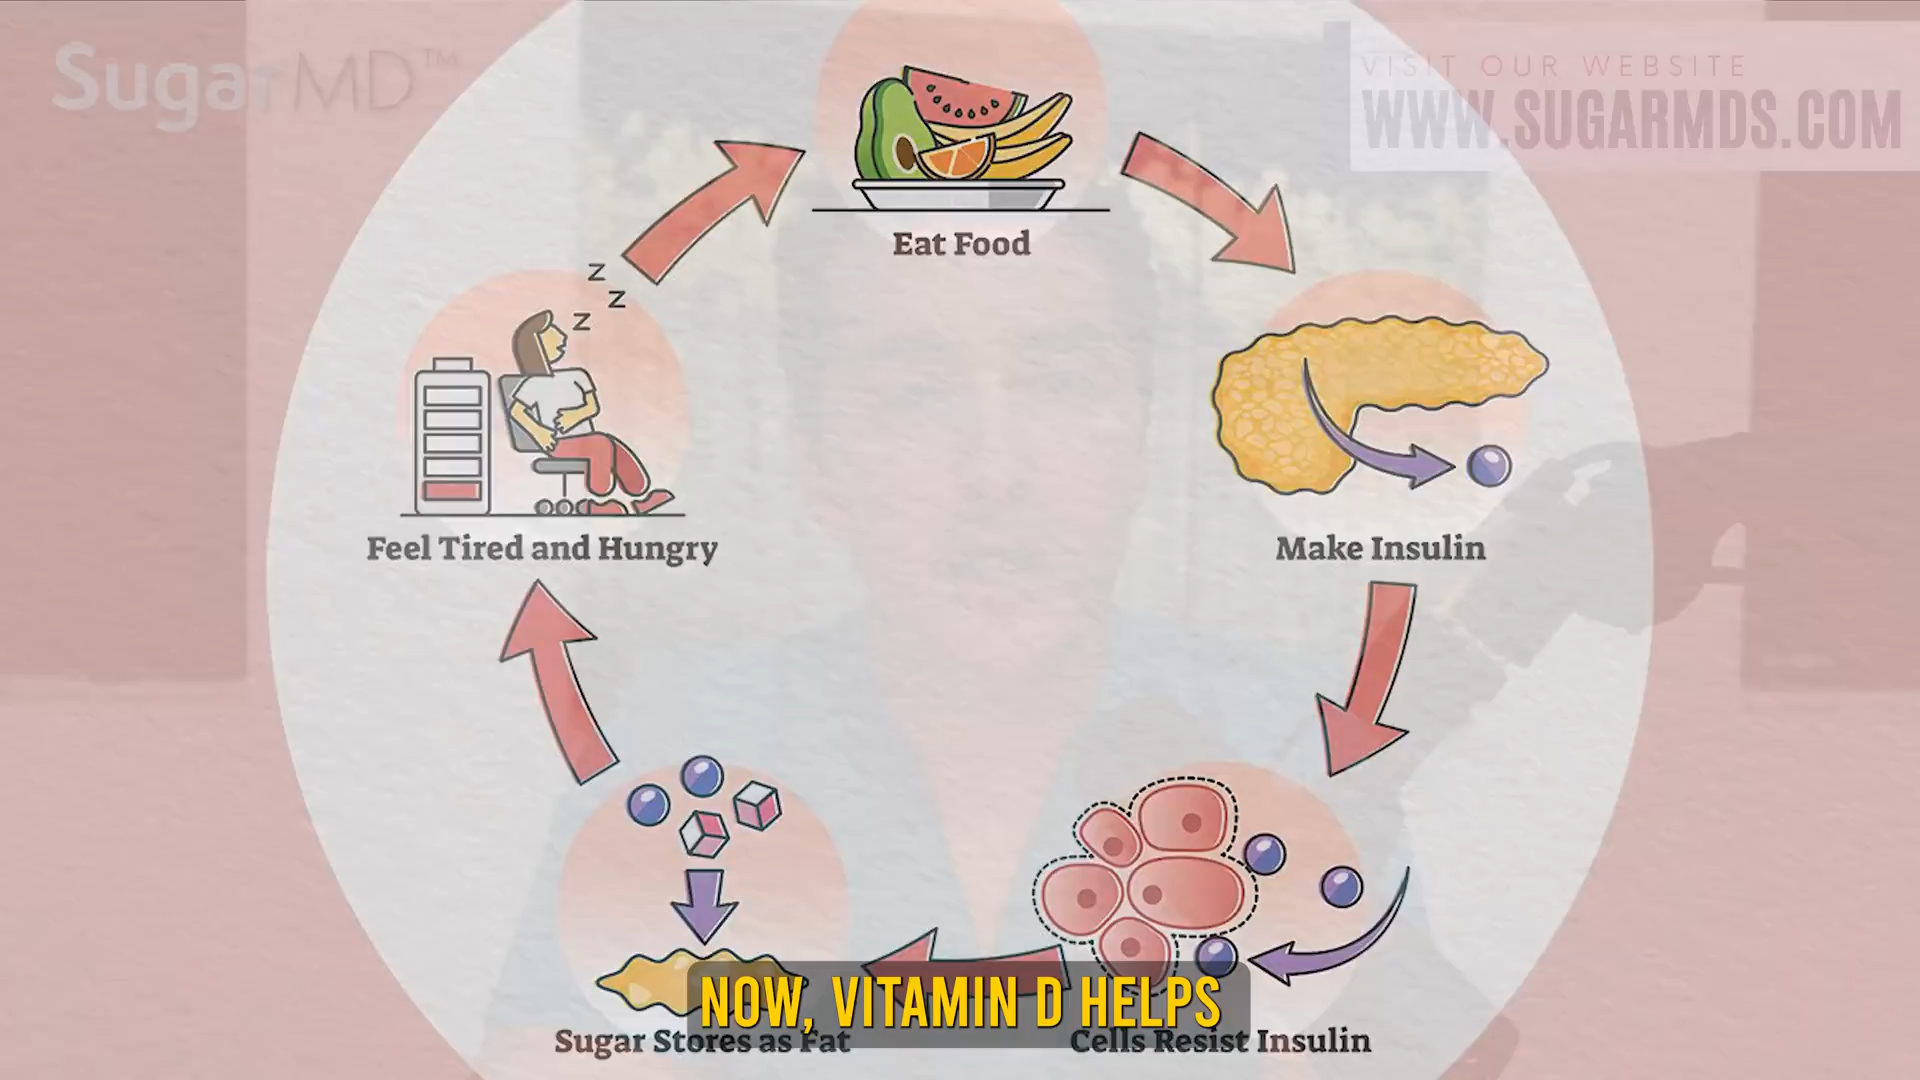 SugarMD™
VISIT OUR WEBSITE
WWW.SUGARMDS.COM
Eat Food
z
z
z
Feel Tired and Hungry
Make Insulin
NOW, VITAMIN D HELPS
Sugar Stores as Fat
Cells Resist Insulin